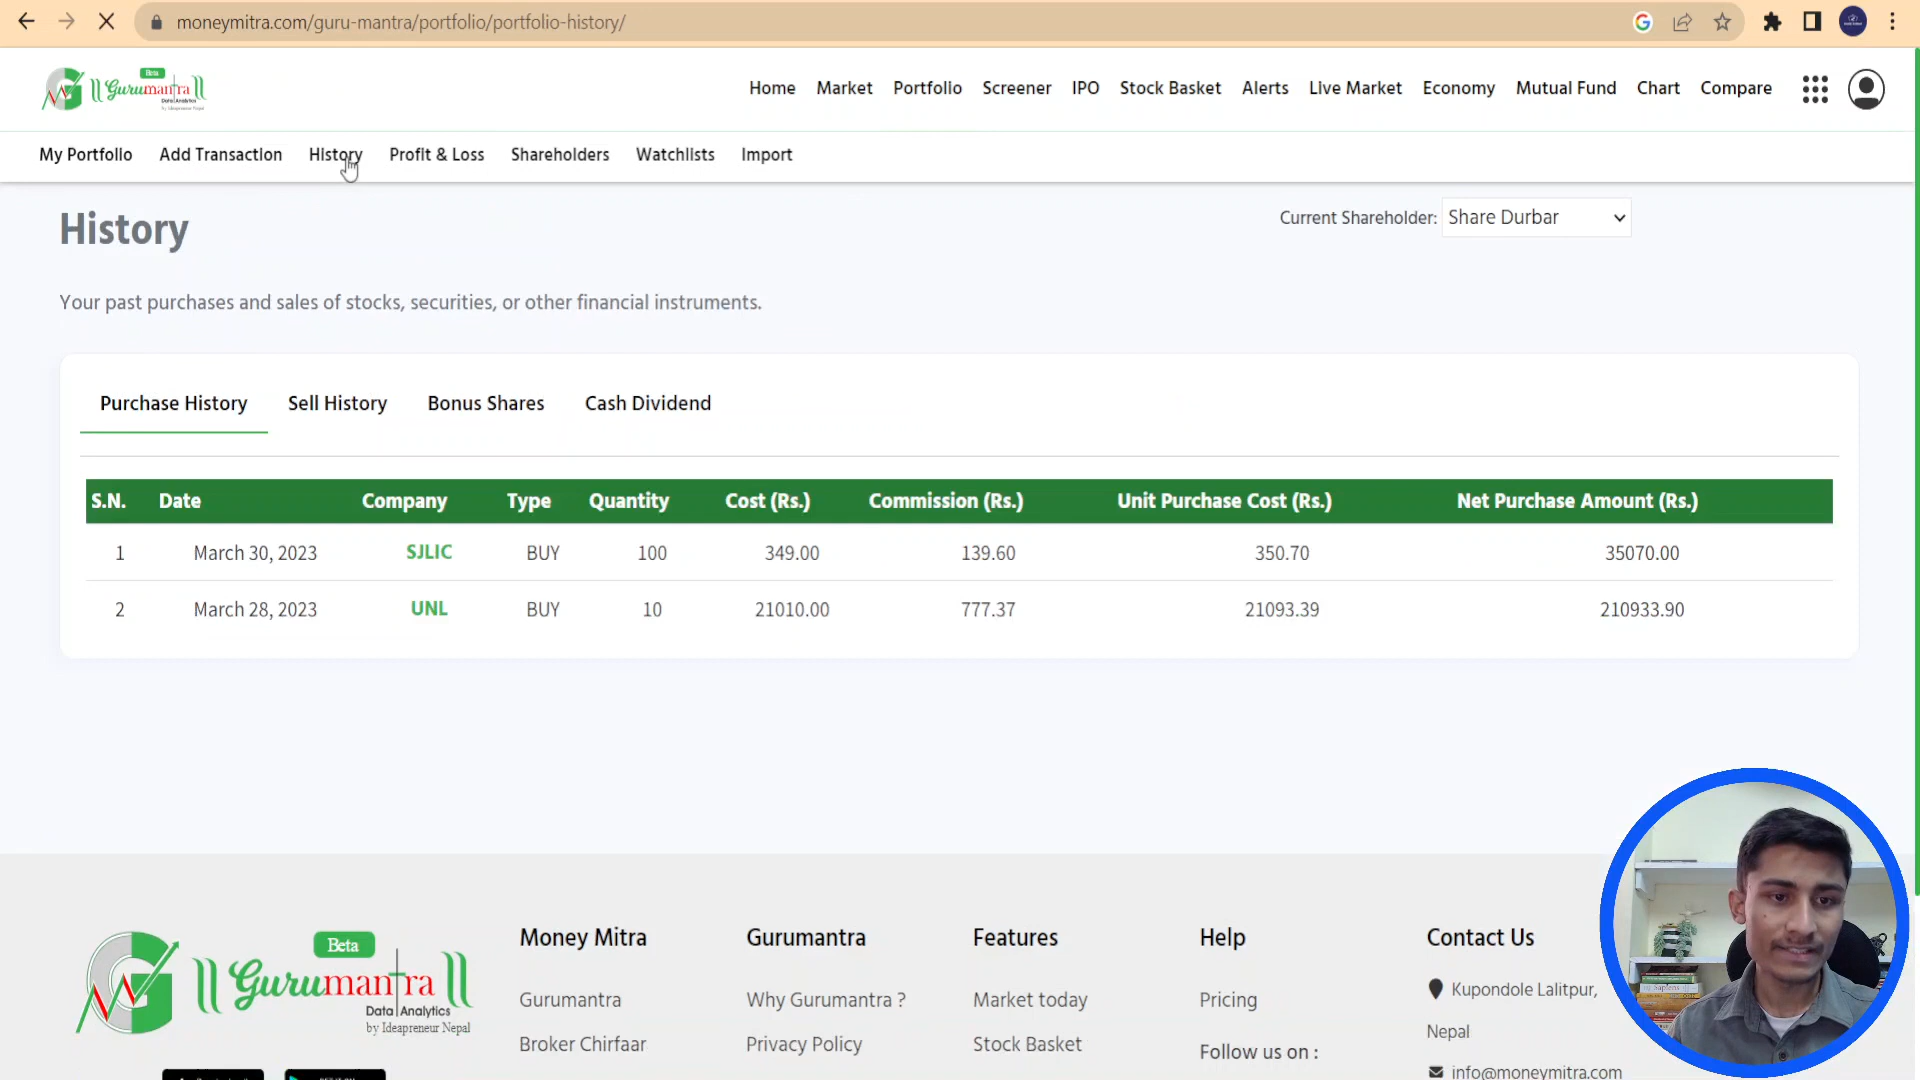 moneymitra.com/guru-mantra/portfolio/portfolio-history/
Beta
Gurumantra
Data Analytics
Home Market Portfolio Screener IPO Stock Basket Alerts Live Market Economy Mutual Fund Chart Compare
My Portfolio Add Transaction History Profit & Loss Shareholders Watchlists Import
History
Current Shareholder: Share Durbar
Your past purchases and sales of stocks, securities, or other financial instruments.
Purchase History Sell History Bonus Shares Cash Dividend
S.N. Date Company Type Quantity Cost (Rs.) Commission (Rs.) Unit Purchase Cost (Rs.) Net Purchase Amount (Rs.)
1 March 30, 2023 SJLIC BUY 100 349.00 139.60 350.70 35070.00
2 March 28, 2023 UNL BUY 10 21010.00 777.37 21093.39 210933.90
Beta
Gurumantra
Data Analytics
by Ideapreneur Nepal
Money Mitra
Gurumantra
Broker Chirfaar
Gurumantra
Why Gurumantra ?
Privacy Policy
Features
Market today
Stock Basket
Help
Pricing
Follow us on :
Contact Us
Kupondole Lalitpur,
Nepal
info@moneymitra.com